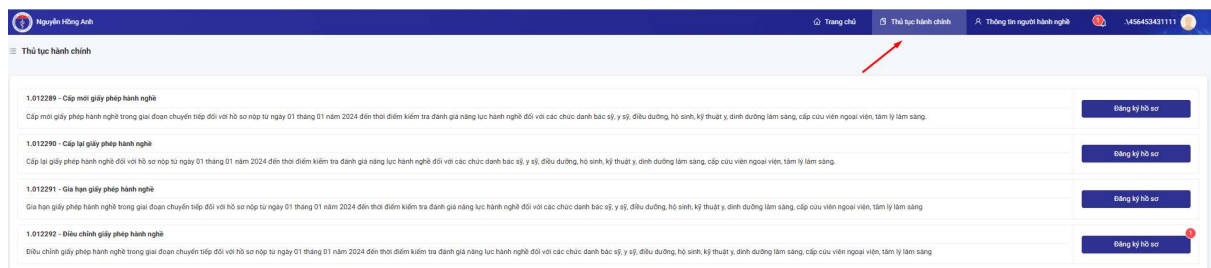 Nguyễn Hồng Anh
Trang chủ
Thủ tục hành chính
Thông tin người hành nghề
1
.\456453431111
Thủ tục hành chính
1.012289 - Cấp mới giấy phép hành nghề
Cấp mới giấy phép hành nghề trong giai đoạn chuyển tiếp đối với hồ sơ nộp từ ngày 01 tháng 01 năm 2024 đến thời điểm kiểm tra đánh giá năng lực hành nghề đối với các chức danh bác sỹ, y sỹ, điều dưỡng, hộ sinh, kỹ thuật y, dinh dưỡng lâm sàng, cấp cứu viên ngoại viện, tâm lý lâm sàng.
Đăng ký hồ sơ
1.012290 - Cấp lại giấy phép hành nghề
Cấp lại giấy phép hành nghề đối với hồ sơ nộp từ ngày 01 tháng 01 năm 2024 đến thời điểm kiểm tra đánh giá năng lực hành nghề đối với các chức danh bác sỹ, y sỹ, điều dưỡng, hộ sinh, kỹ thuật y, dinh dưỡng lâm sàng, cấp cứu viên ngoại viện, tâm lý lâm sàng.
Đăng ký hồ sơ
1.012291 - Gia hạn giấy phép hành nghề
Gia hạn giấy phép hành nghề trong giai đoạn chuyển tiếp đối với hồ sơ nộp từ ngày 01 tháng 01 năm 2024 đến thời điểm kiểm tra đánh giá năng lực hành nghề đối với các chức danh bác sỹ, y sỹ, điều dưỡng, hộ sinh, kỹ thuật y, dinh dưỡng lâm sàng, cấp cứu viên ngoại viện, tâm lý lâm sàng
Đăng ký hồ sơ
1.012292 - Điều chỉnh giấy phép hành nghề
Điều chỉnh giấy phép hành nghề trong giai đoạn chuyển tiếp đối với hồ sơ nộp từ ngày 01 tháng 01 năm 2024 đến thời điểm kiểm tra đánh giá năng lực hành nghề đối với các chức danh bác sỹ, y sỹ, điều dưỡng, hộ sinh, kỹ thuật y, dinh dưỡng lâm sàng, cấp cứu viên ngoại viện, tâm lý lâm sàng
1
Đăng ký hồ sơ